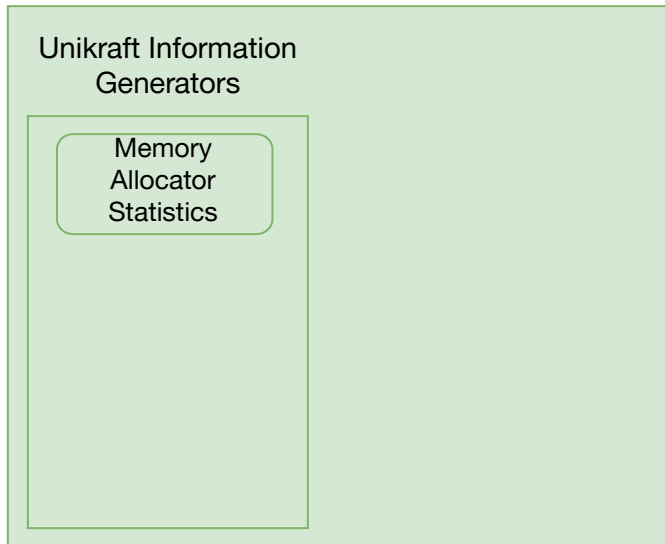 Unikraft Information
Generators
Memory
Allocator
Statistics